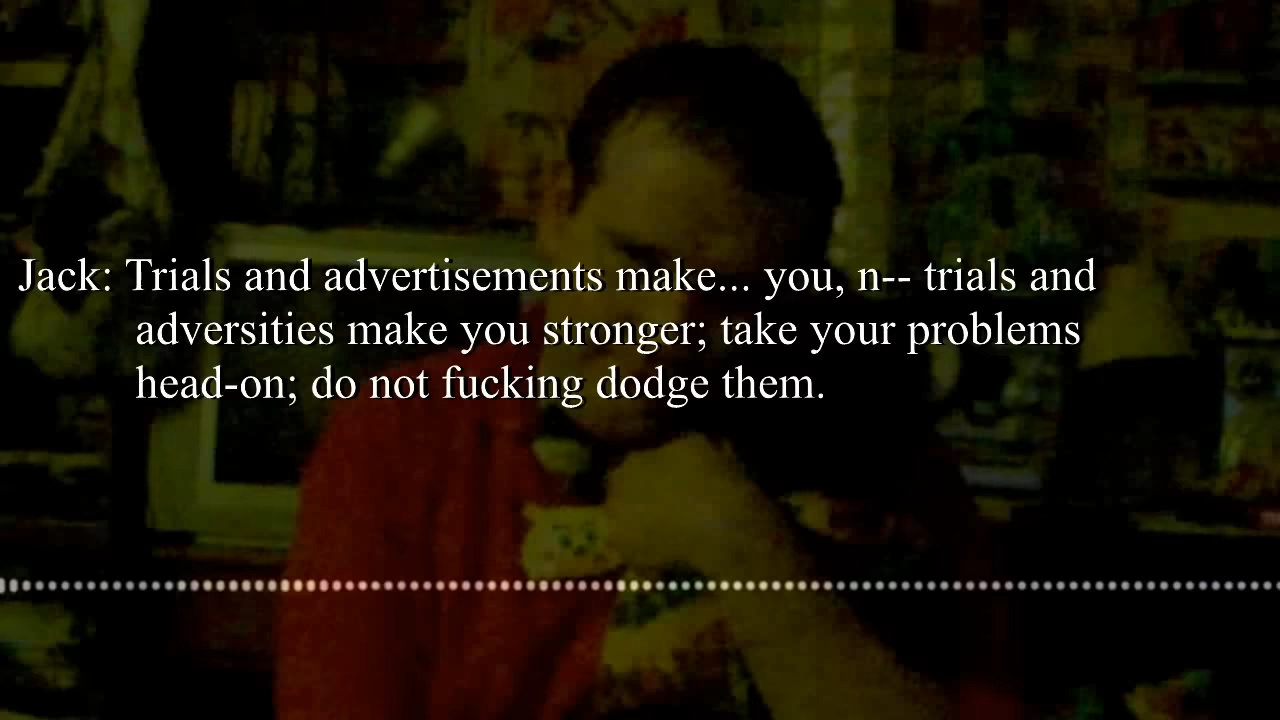 Jack: Trials and advertisements make... you, n-- trials and
adversities make you stronger; take your problems
head-on; do not fucking dodge them.